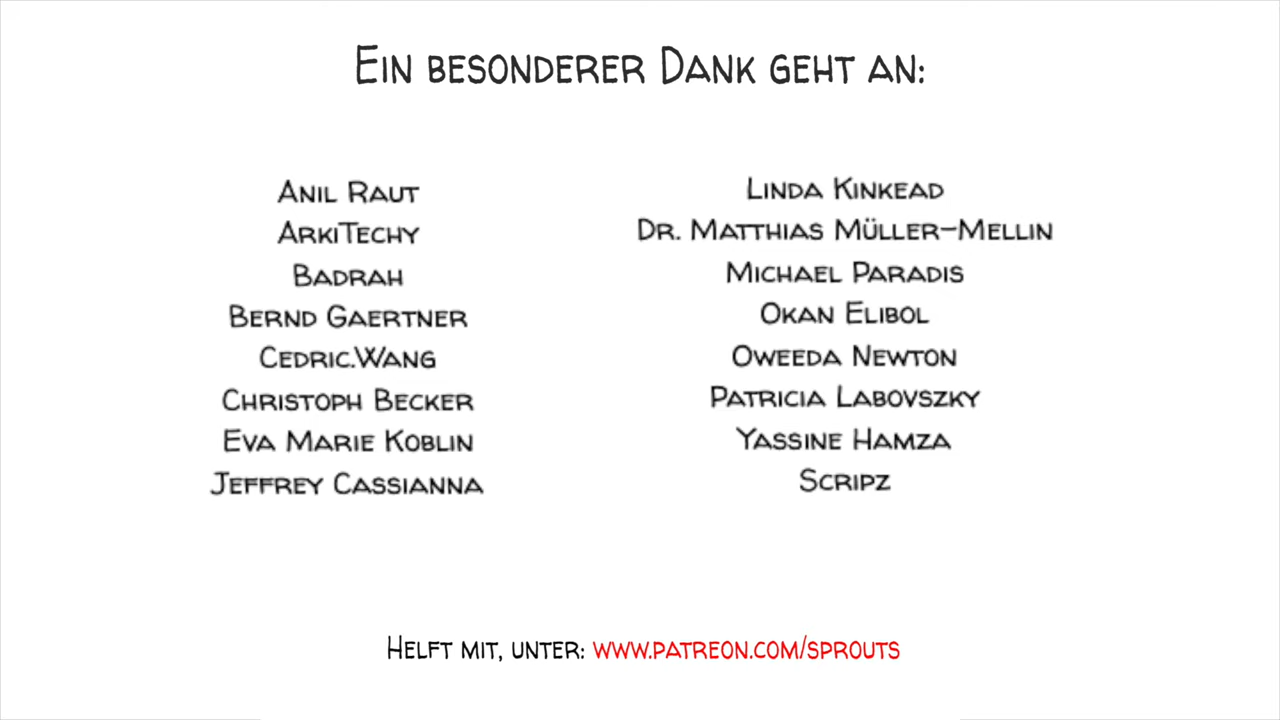 Ein besonderer Dank geht an:
Anil Raut
ArkiTechy
Badrah
Bernd Gaertner
Cedric.Wang
Christoph Becker
Eva Marie Koblin
Jeffrey Cassianna
Linda Kinkead
Dr. Matthias Müller-Mellin
Michael Paradis
Okan Elibol
Oweeda Newton
Patricia Labovszky
Yassine Hamza
Scripz
Helft mit, unter: www.patreon.com/sprouts